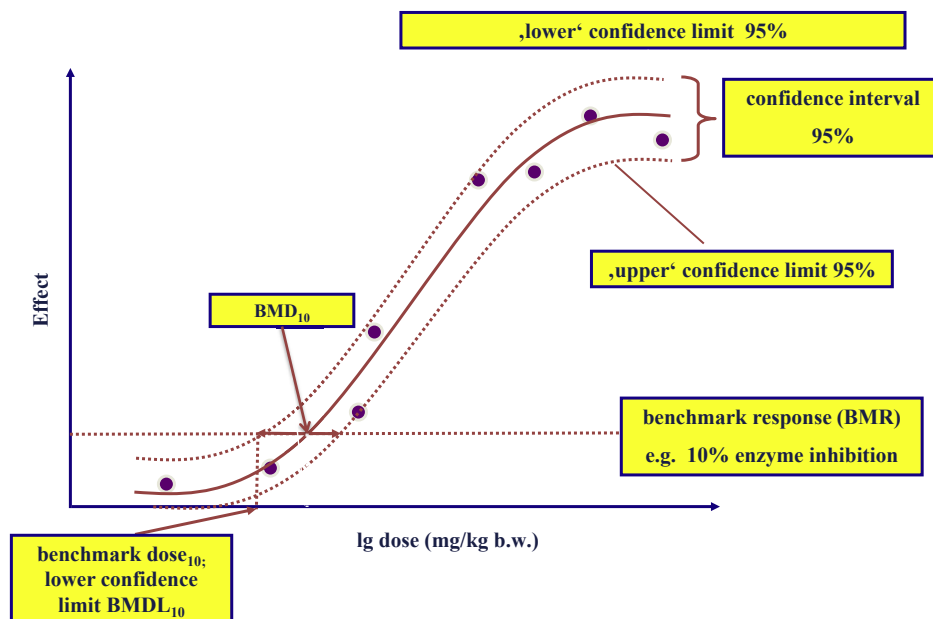 ‚lower‘ confidence limit 95%
confidence interval
95%
‚upper‘ confidence limit 95%
Effect
BMD₁₀
benchmark response (BMR)
e.g. 10% enzyme inhibition
lg dose (mg/kg b.w.)
benchmark dose₁₀;
lower confidence
limit BMDL₁₀